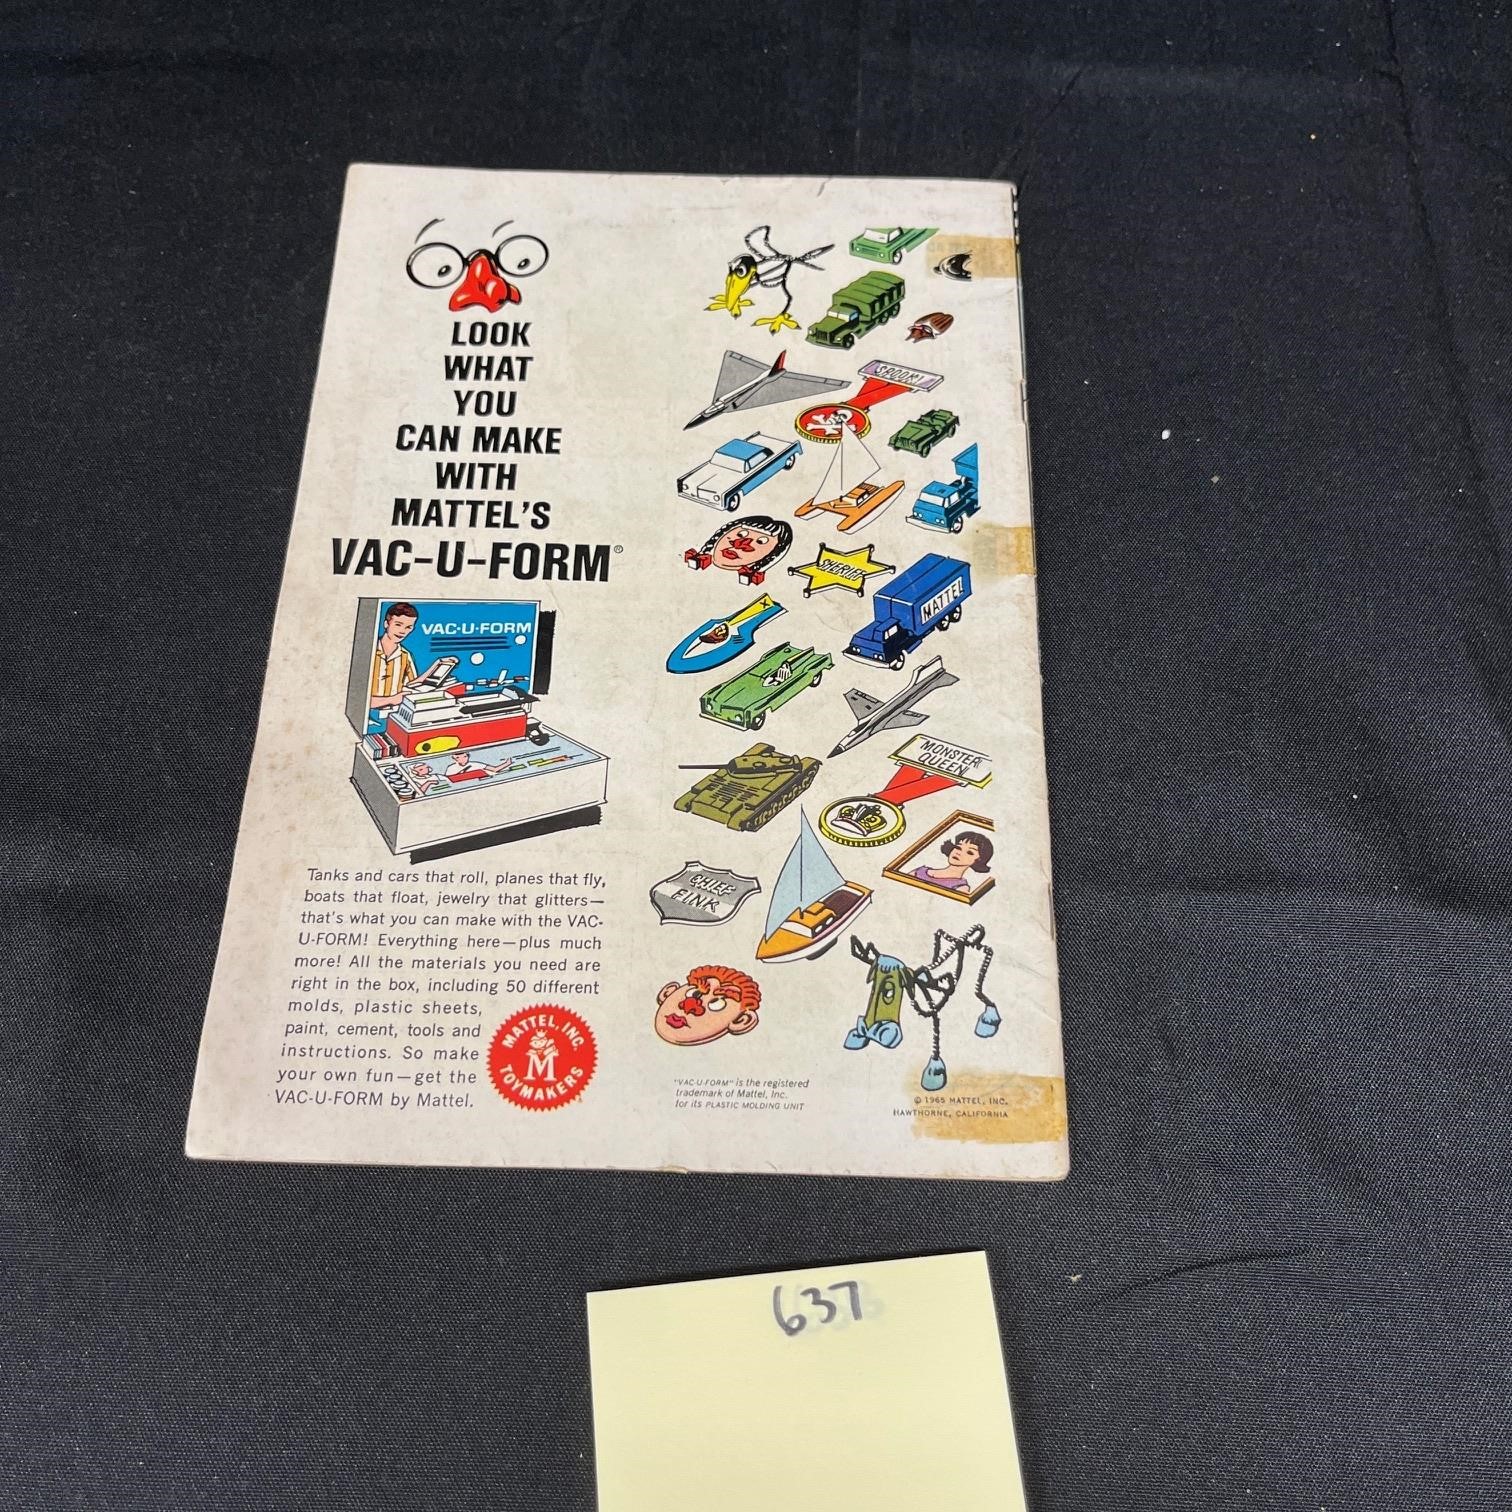 LOOK
WHAT
YOU
CAN MAKE
WITH
MATTEL'S
VAC-U-FORM®
VAC-U-FORM
Tanks and cars that roll, planes that fly,
boats that float, jewelry that glitters—
that's what you can make with the VAC-
U-FORM! Everything here—plus much
more! All the materials you need are
right in the box, including 50 different
molds, plastic sheets,
paint, cement, tools and
instructions. So make
your own fun—get the
VAC-U-FORM by Mattel.
MATTEL, INC.
M
TOYMAKERS
SPOOK!
SHERIFF
MATTEL
MONSTER
QUEEN
CHIEF
FINK
"VAC-U-FORM" is the registered
trademark of Mattel, Inc.
for its PLASTIC MOLDING UNIT
© 1965 MATTEL, INC.
HAWTHORNE, CALIFORNIA
637